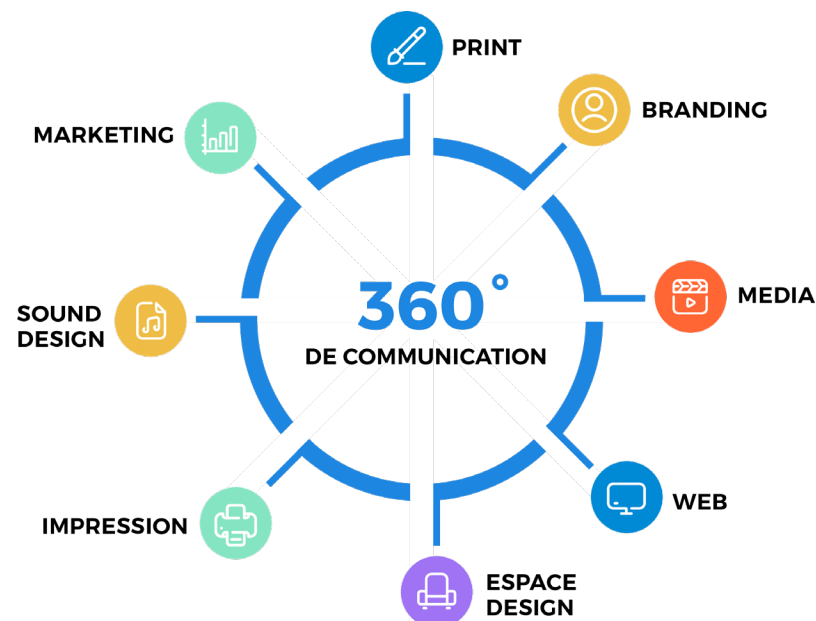 PRINT
BRANDING
MARKETING
MEDIA
360°
SOUND
DESIGN
DE COMMUNICATION
WEB
IMPRESSION
ESPACE
DESIGN